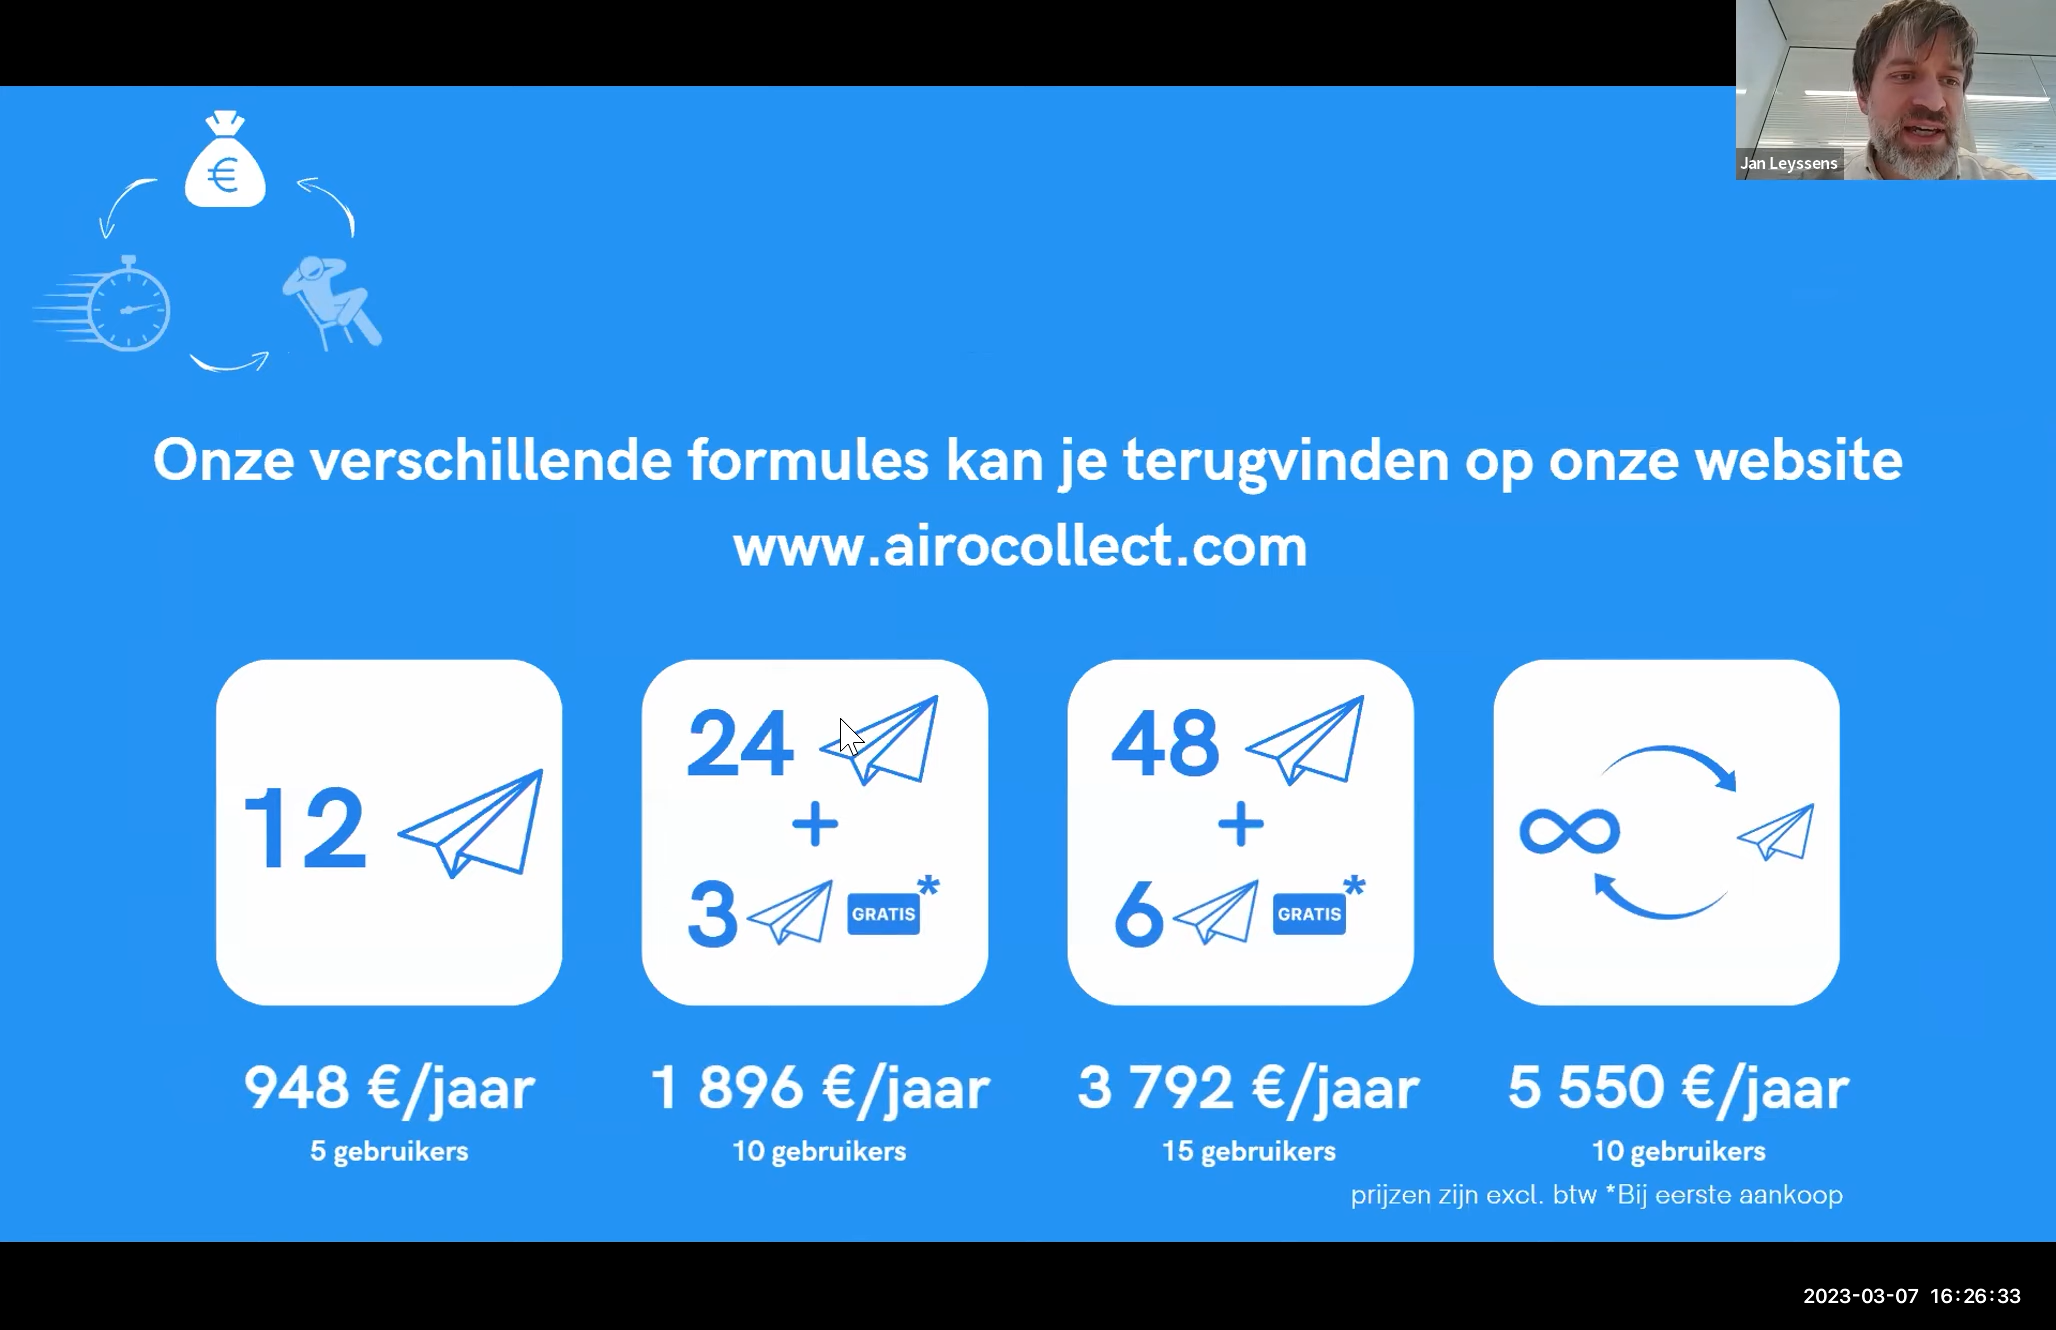 Jan Leyssens
€
Onze verschillende formules kan je terugvinden op onze website
www.airocollect.com
12
24
+
3 GRATIS*
48
+
6 GRATIS*
∞
948 €/jaar
5 gebruikers
1 896 €/jaar
10 gebruikers
3 792 €/jaar
15 gebruikers
5 550 €/jaar
10 gebruikers
prijzen zijn excl. btw *Bij eerste aankoop
2023-03-07 16:26:33